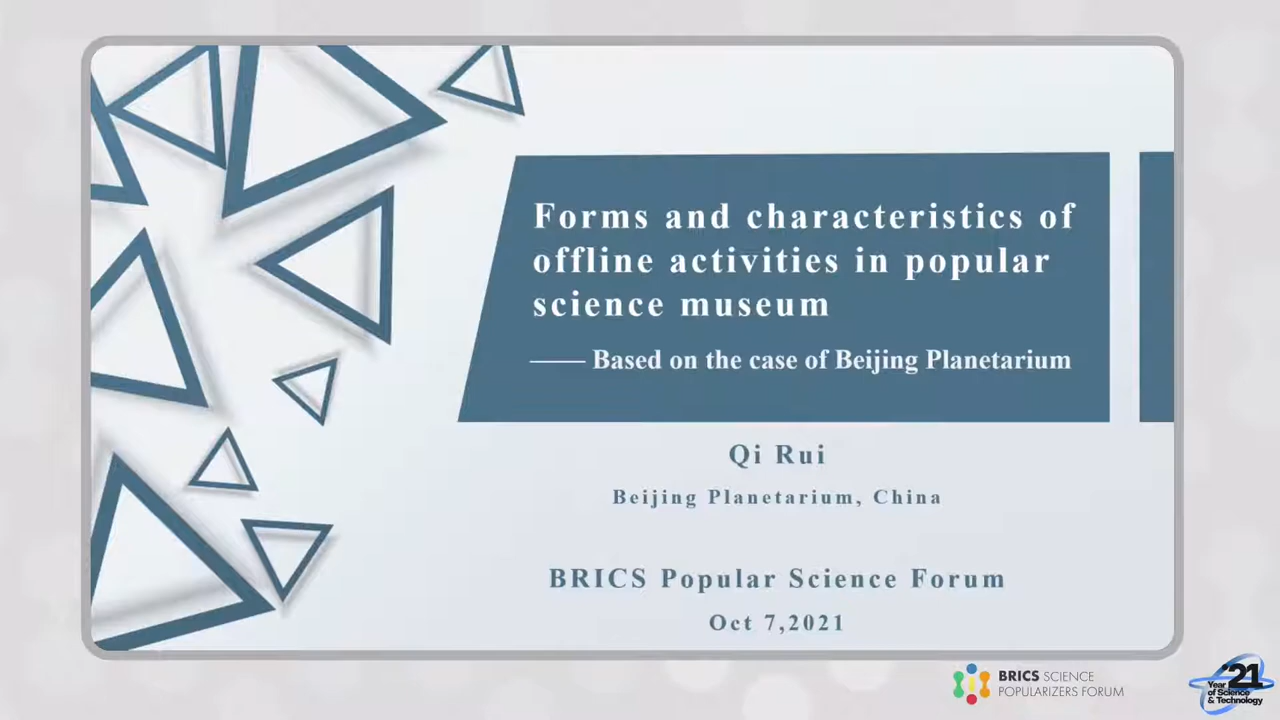 Forms and characteristics of
offline activities in popular
science museum
—— Based on the case of Beijing Planetarium
Qi Rui
Beijing Planetarium, China
BRICS Popular Science Forum
Oct 7,2021
BRICS SCIENCE
POPULARIZERS FORUM
'21
Year
of Science
& Technology